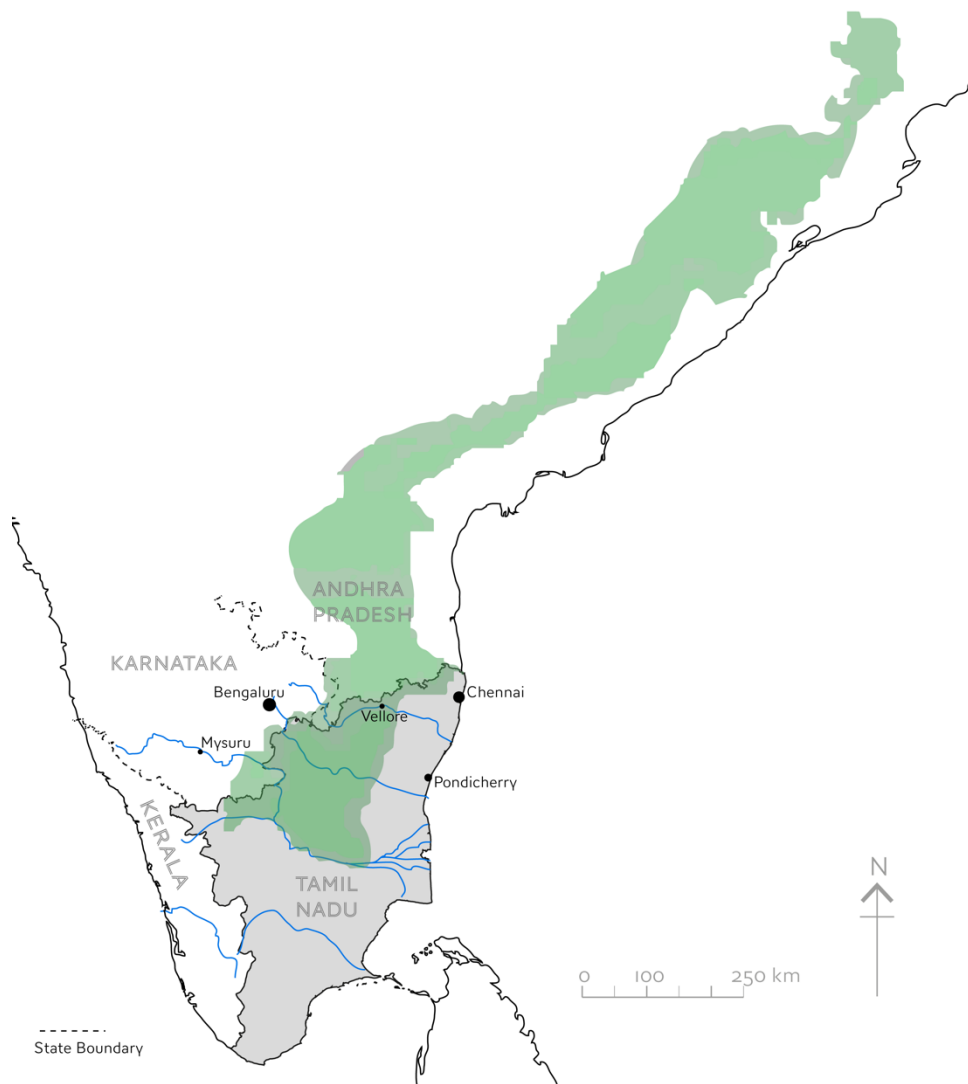 ANDHRA
PRADESH
KARNATAKA
Bengaluru
Chennai
Vellore
Mysuru
Pondicherry
KERALA
TAMIL
NADU
N
0 100 250 km
State Boundary